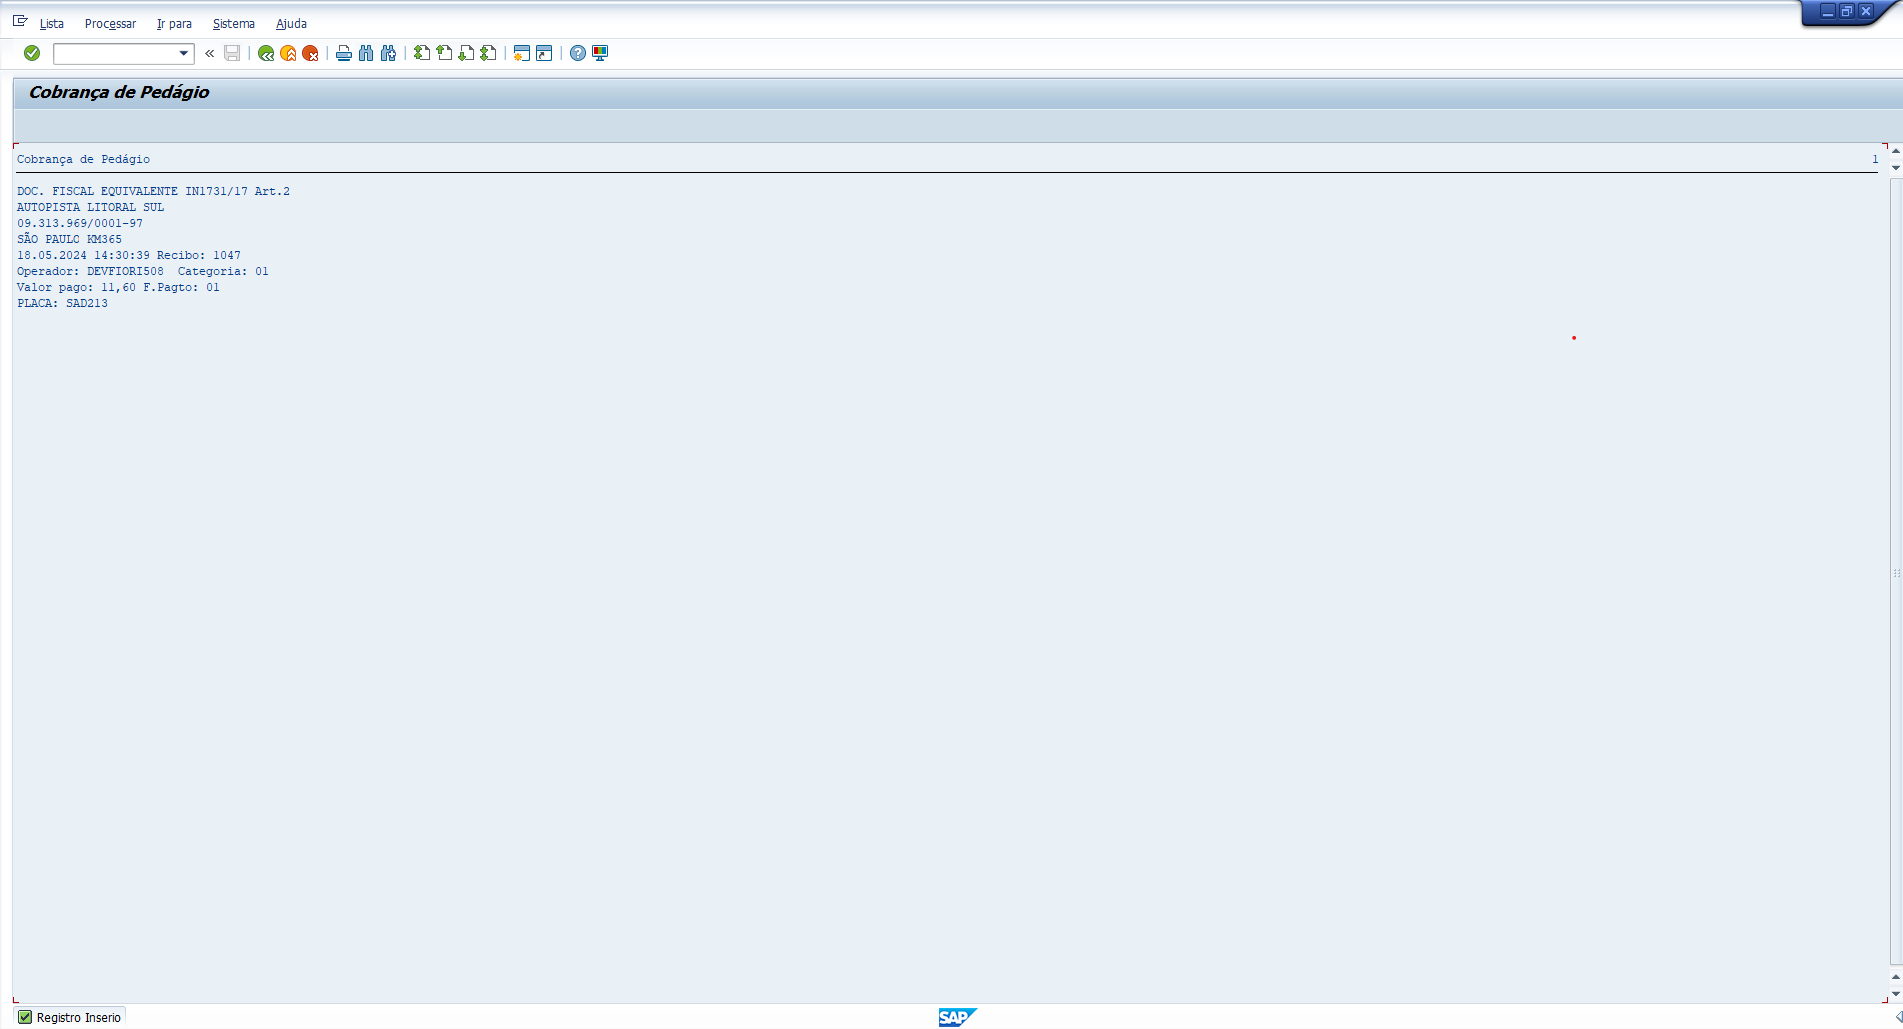 Lista Processar Ir para Sistema Ajuda
Cobrança de Pedágio
Cobrança de Pedágio 1
DOC. FISCAL EQUIVALENTE IN1731/17 Art.2
AUTOPISTA LITORAL SUL
09.313.969/0001-97
SÃO PAULO KM365
18.05.2024 14:30:39 Recibo: 1047
Operador: DEVFIORI508 Categoria: 01
Valor pago: 11,60 F.Pagto: 01
PLACA: SAD213
Registro Inserio
SAP